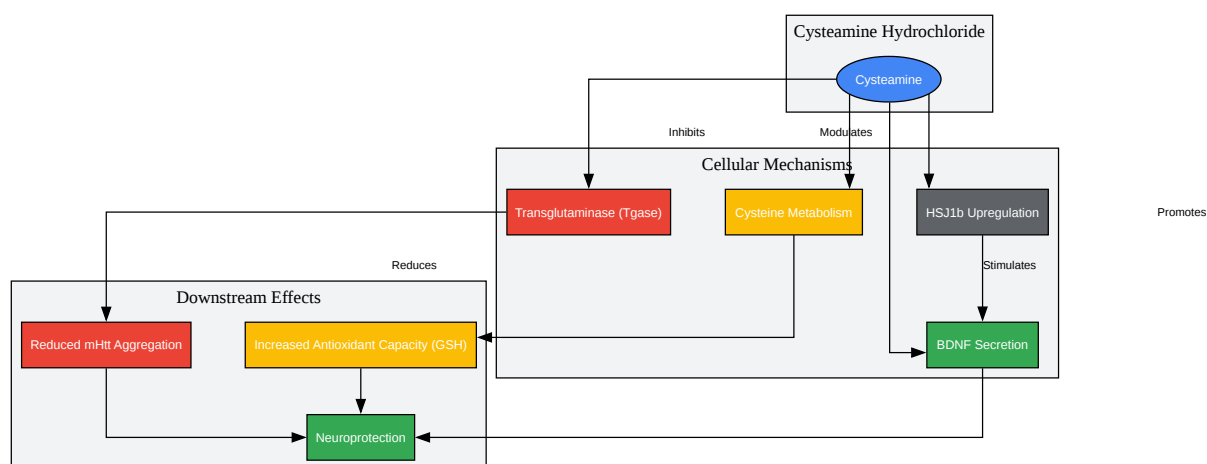 Cysteamine Hydrochloride
Cysteamine
Inhibits
Modulates
Cellular Mechanisms
Transglutaminase (Tgase)
Cysteine Metabolism
HSJ1b Upregulation
Promotes
Reduces
Stimulates
Downstream Effects
Reduced mHtt Aggregation
Increased Antioxidant Capacity (GSH)
BDNF Secretion
Neuroprotection